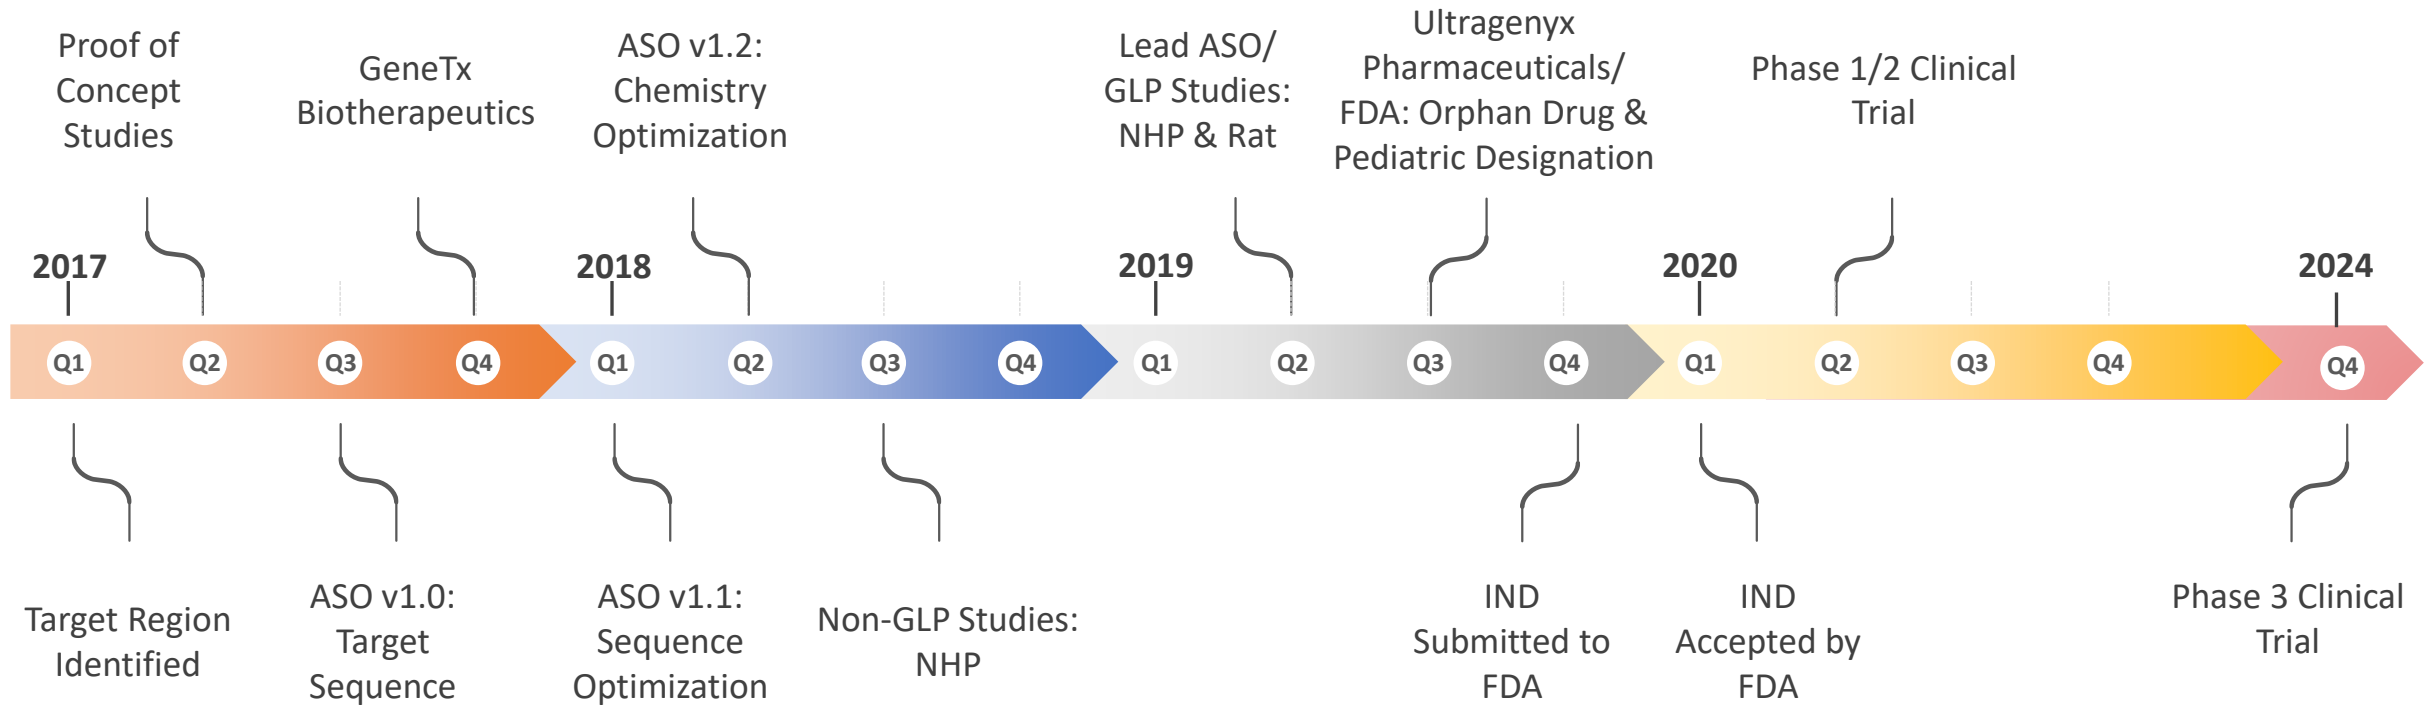 Proof of
Concept
Studies
GeneTx
Biotherapeutics
ASO v1.2:
Chemistry
Optimization
Lead ASO/
GLP Studies:
NHP & Rat
Ultragenyx
Pharmaceuticals/
FDA: Orphan Drug &
Pediatric Designation
Phase 1/2 Clinical
Trial
2017
2018
2019
2020
2024
Q1
Q2
Q3
Q4
Q1
Q2
Q3
Q4
Q1
Q2
Q3
Q4
Q1
Q2
Q3
Q4
Q4
Target Region
Identified
ASO v1.0:
Target
Sequence
ASO v1.1:
Sequence
Optimization
Non-GLP Studies:
NHP
IND
Submitted to
FDA
IND
Accepted by
FDA
Phase 3 Clinical
Trial